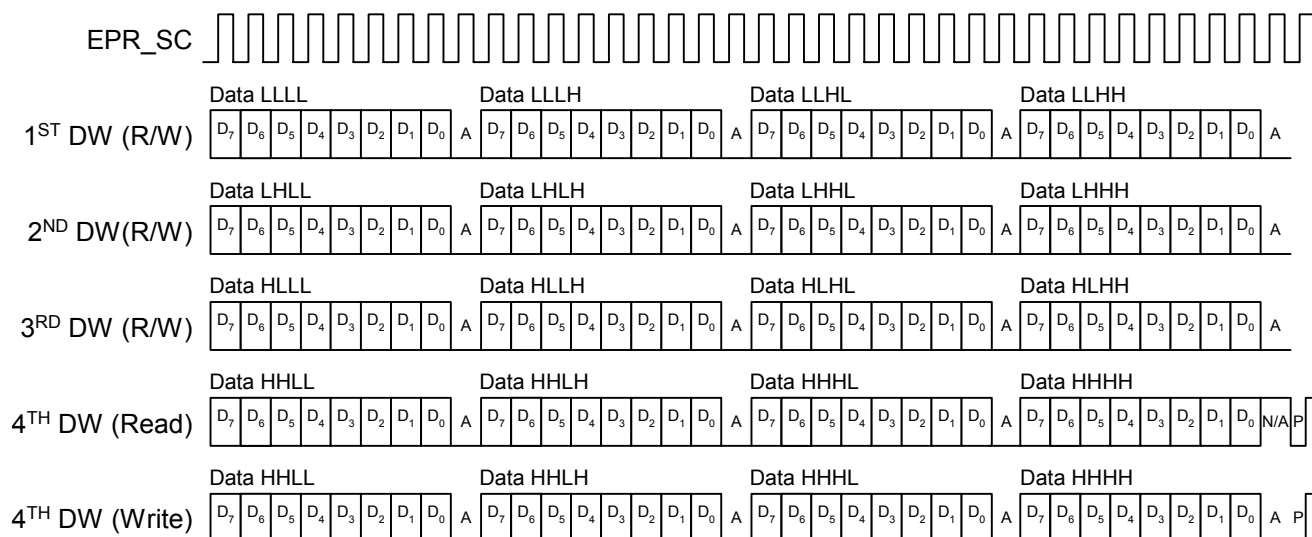 EPR_SC
Data LLLL Data LLLH Data LLHL Data LLHH
1ST DW (R/W) D7 D6 D5 D4 D3 D2 D1 D0 A D7 D6 D5 D4 D3 D2 D1 D0 A D7 D6 D5 D4 D3 D2 D1 D0 A D7 D6 D5 D4 D3 D2 D1 D0 A
Data LHLL Data LHLH Data LHHL Data LHHH
2ND DW(R/W) D7 D6 D5 D4 D3 D2 D1 D0 A D7 D6 D5 D4 D3 D2 D1 D0 A D7 D6 D5 D4 D3 D2 D1 D0 A D7 D6 D5 D4 D3 D2 D1 D0 A
Data HLLL Data HLLH Data HLHL Data HLHH
3RD DW (R/W) D7 D6 D5 D4 D3 D2 D1 D0 A D7 D6 D5 D4 D3 D2 D1 D0 A D7 D6 D5 D4 D3 D2 D1 D0 A D7 D6 D5 D4 D3 D2 D1 D0 A
Data HHLL Data HHLH Data HHHL Data HHHH
4TH DW (Read) D7 D6 D5 D4 D3 D2 D1 D0 A D7 D6 D5 D4 D3 D2 D1 D0 A D7 D6 D5 D4 D3 D2 D1 D0 A D7 D6 D5 D4 D3 D2 D1 D0 N/A P
Data HHLL Data HHLH Data HHHL Data HHHH
4TH DW (Write) D7 D6 D5 D4 D3 D2 D1 D0 A D7 D6 D5 D4 D3 D2 D1 D0 A D7 D6 D5 D4 D3 D2 D1 D0 A D7 D6 D5 D4 D3 D2 D1 D0 A P